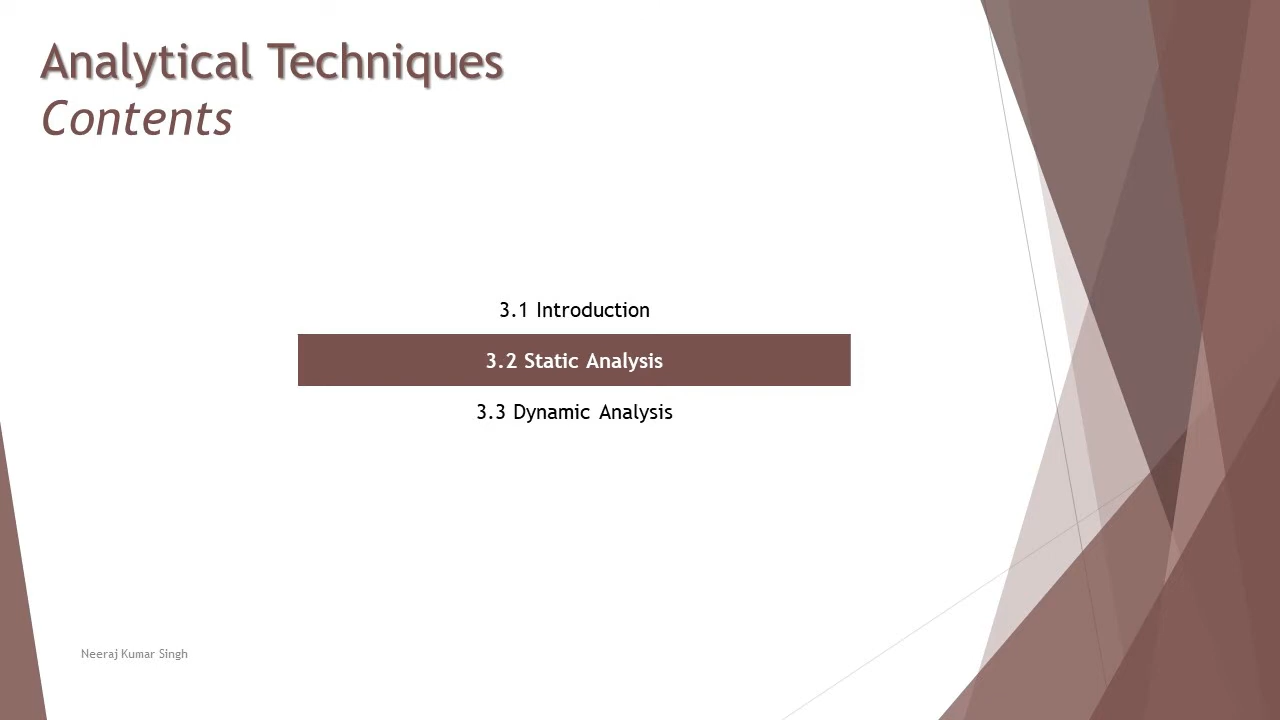 Analytical Techniques
Contents
3.1 Introduction
3.2 Static Analysis
3.3 Dynamic Analysis
Neeraj Kumar Singh